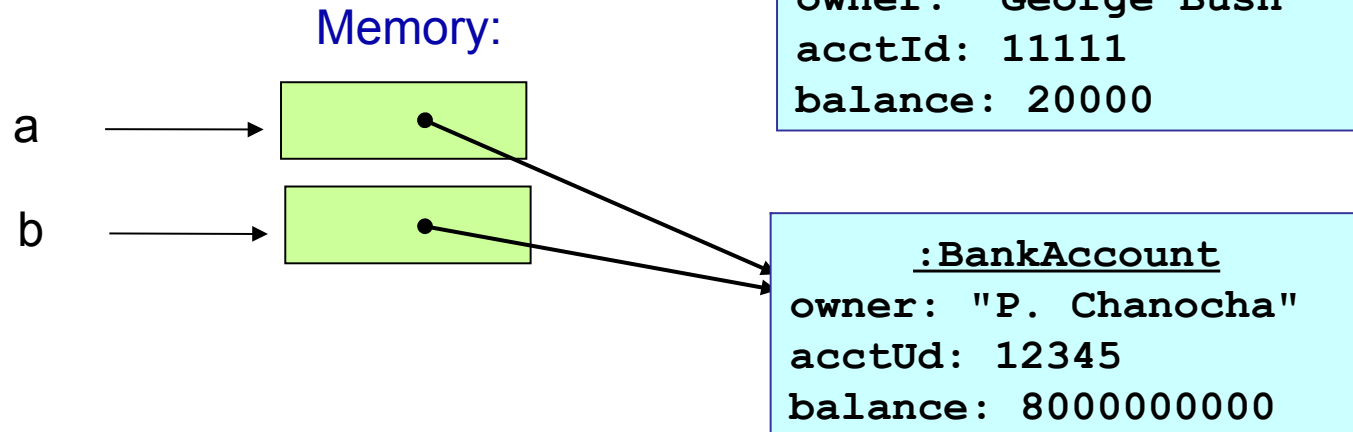 Memory:
owner: "George Bush"
acctId: 11111
balance: 20000
a
b
:BankAccount
owner: "P. Chanocha"
acctUd: 12345
balance: 8000000000